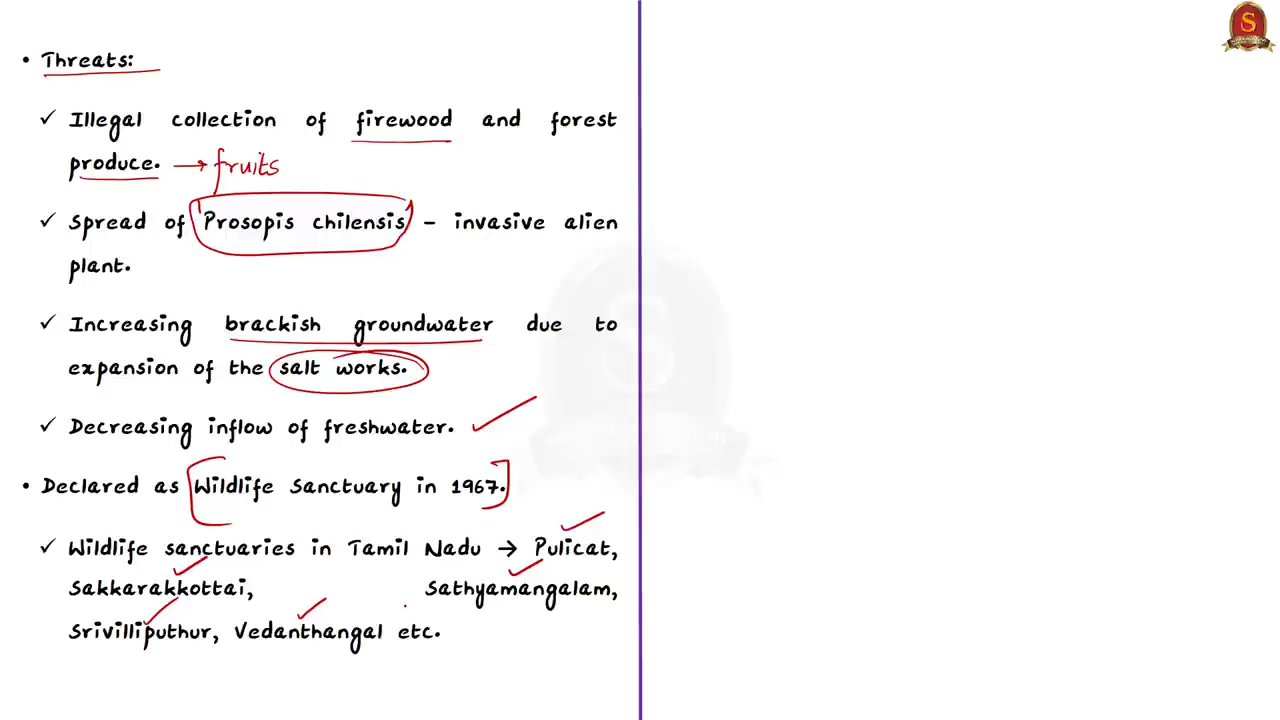 • Threats:
✓ Illegal collection of firewood and forest
produce. → fruits
✓ Spread of Prosopis chilensis - invasive alien
plant.
✓ Increasing brackish groundwater due to
expansion of the salt works.
✓ Decreasing inflow of freshwater.
• Declared as [Wildlife Sanctuary in 1967.]
✓ Wildlife sanctuaries in Tamil Nadu → Pulicat,
Sakkarakkottai, Sathyamangalam,
Srivilliputhur, Vedanthangal etc.
S